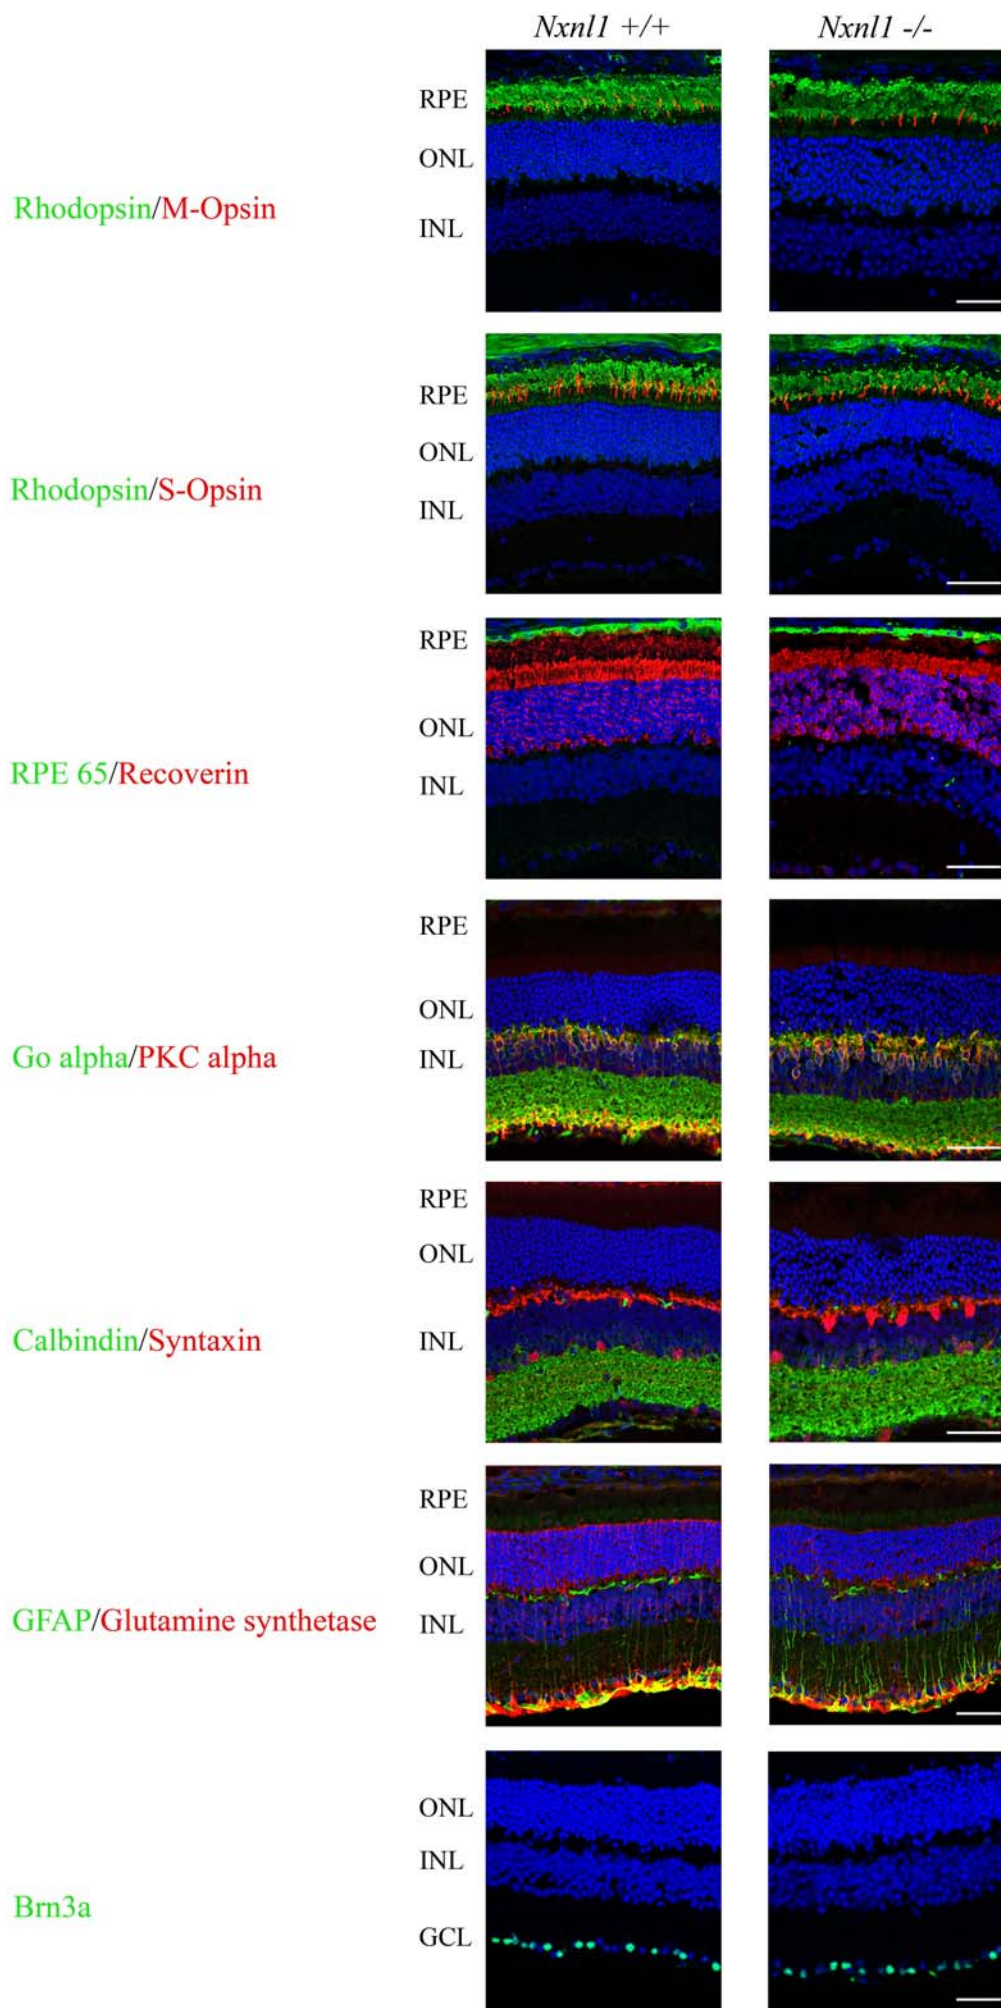 Nxnl1 +/+ Nxnl1 -/-
RPE
ONL
Rhodopsin/M-Opsin
INL
RPE
ONL
Rhodopsin/S-Opsin
INL
RPE
ONL
RPE 65/Recoverin
INL
RPE
ONL
Go alpha/PKC alpha
INL
RPE
ONL
Calbindin/Syntaxin
INL
RPE
ONL
GFAP/Glutamine synthetase
INL
ONL
INL
Brn3a
GCL